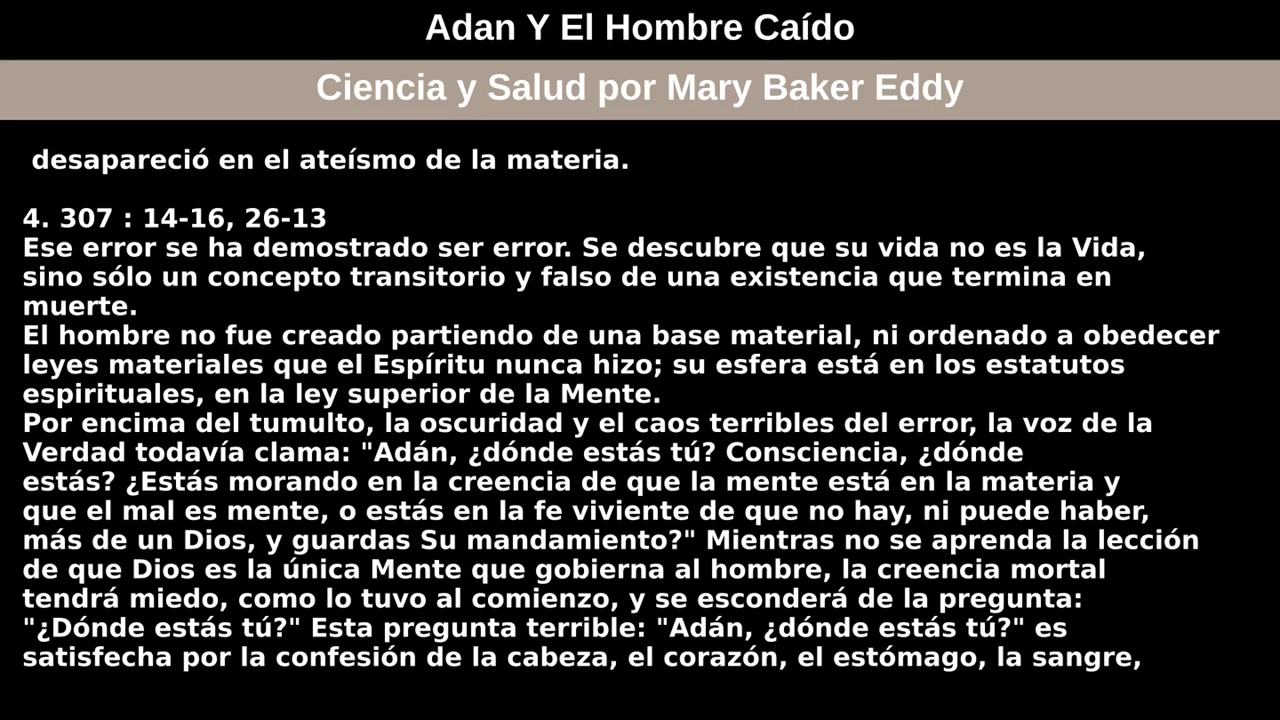 Adan Y El Hombre Caído
Ciencia y Salud por Mary Baker Eddy
desapareció en el ateísmo de la materia.
4. 307 : 14-16, 26-13
Ese error se ha demostrado ser error. Se descubre que su vida no es la Vida,
sino sólo un concepto transitorio y falso de una existencia que termina en
muerte.
El hombre no fue creado partiendo de una base material, ni ordenado a obedecer
leyes materiales que el Espíritu nunca hizo; su esfera está en los estatutos
espirituales, en la ley superior de la Mente.
Por encima del tumulto, la oscuridad y el caos terribles del error, la voz de la
Verdad todavía clama: "Adán, ¿dónde estás tú? Consciencia, ¿dónde
estás? ¿Estás morando en la creencia de que la mente está en la materia y
que el mal es mente, o estás en la fe viviente de que no hay, ni puede haber,
más de un Dios, y guardas Su mandamiento?" Mientras no se aprenda la lección
de que Dios es la única Mente que gobierna al hombre, la creencia mortal
tendrá miedo, como lo tuvo al comienzo, y se esconderá de la pregunta:
"¿Dónde estás tú?" Esta pregunta terrible: "Adán, ¿dónde estás tú?" es
satisfecha por la confesión de la cabeza, el corazón, el estómago, la sangre,